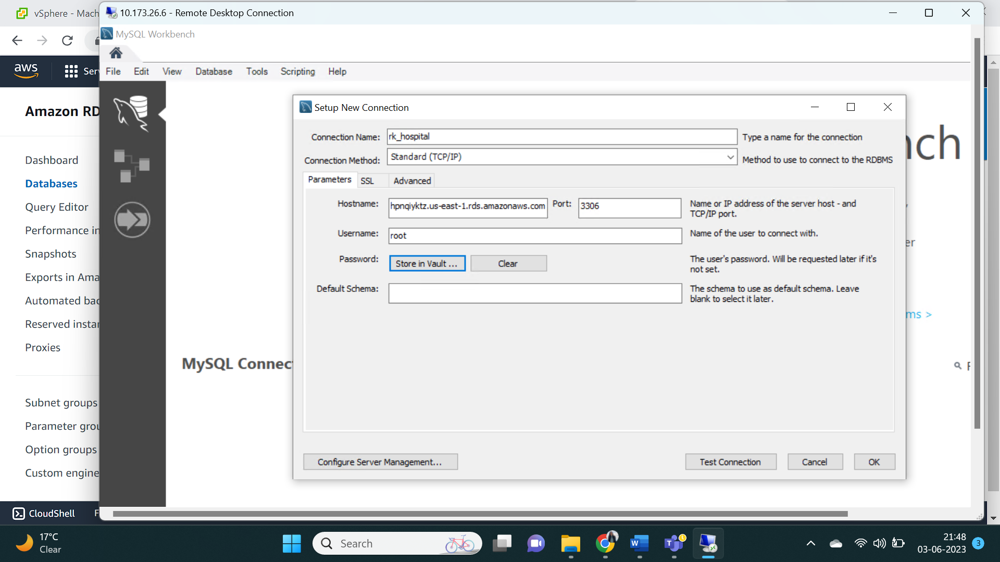 vSphere - Mach
10.173.26.6 - Remote Desktop Connection
MySQL Workbench
File Edit View Database Tools Scripting Help
aws
Serv
Amazon RD
Dashboard
Databases
Query Editor
Performance in
Snapshots
Exports in Ama
Automated bac
Reserved instar
Proxies
Subnet groups
Parameter grou
Option groups
Custom engine
CloudShell F
nch
er
ms >
MySQL Connect
F
Setup New Connection
Connection Name: rk_hospital Type a name for the connection
Connection Method: Standard (TCP/IP) Method to use to connect to the RDBMS
Parameters SSL Advanced
Hostname: hpnqiyktz.us-east-1.rds.amazonaws.com Port: 3306 Name or IP address of the server host - and
TCP/IP port.
Username: root Name of the user to connect with.
Password: Store in Vault ... Clear The user's password. Will be requested later if it's
not set.
Default Schema: The schema to use as default schema. Leave
blank to select it later.
Configure Server Management... Test Connection Cancel OK
17°C
Clear
Search
21:48
03-06-2023
3